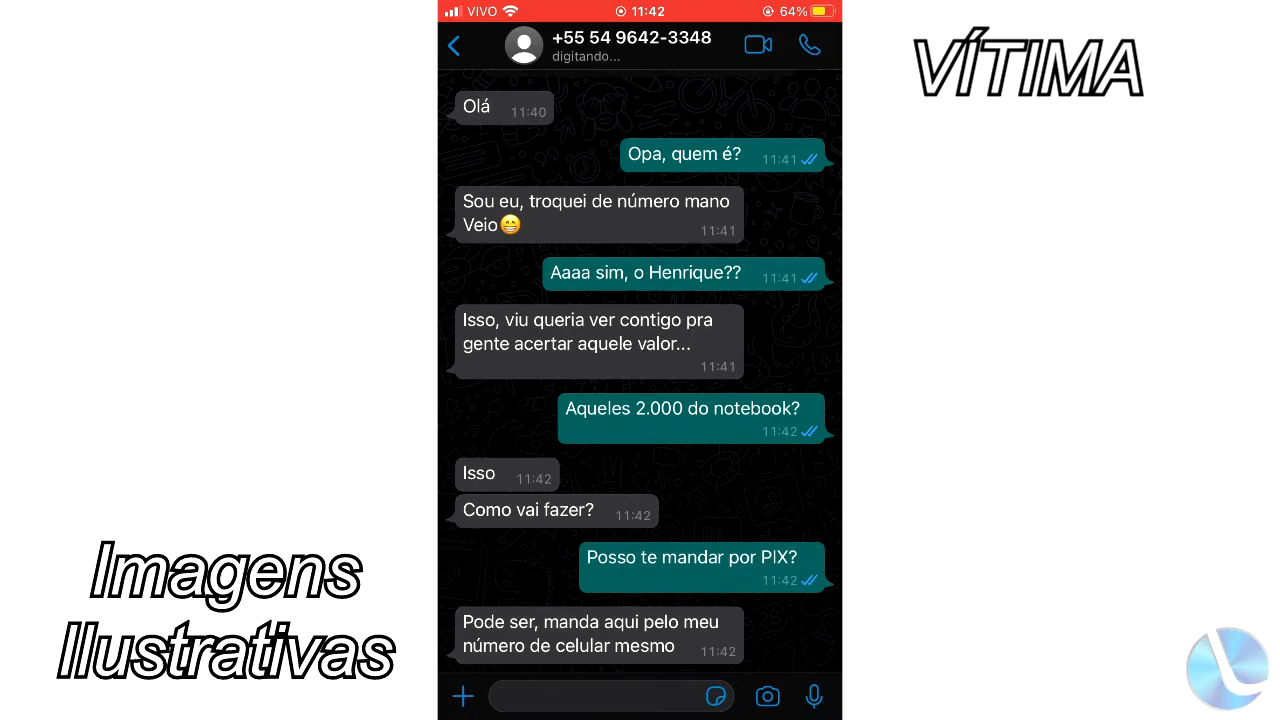 VIVO 11:42 64%
+55 54 9642-3348
digitando...
VÍTIMA
Olá 11:40
Opa, quem é? 11:41
Sou eu, troquei de número mano
Veio😁 11:41
Aaaa sim, o Henrique?? 11:41
Isso, viu queria ver contigo pra
gente acertar aquele valor...
11:41
Aqueles 2.000 do notebook?
11:42
Isso 11:42
Como vai fazer? 11:42
Posso te mandar por PIX?
11:42
Pode ser, manda aqui pelo meu
número de celular mesmo 11:42
Imagens
Ilustrativas